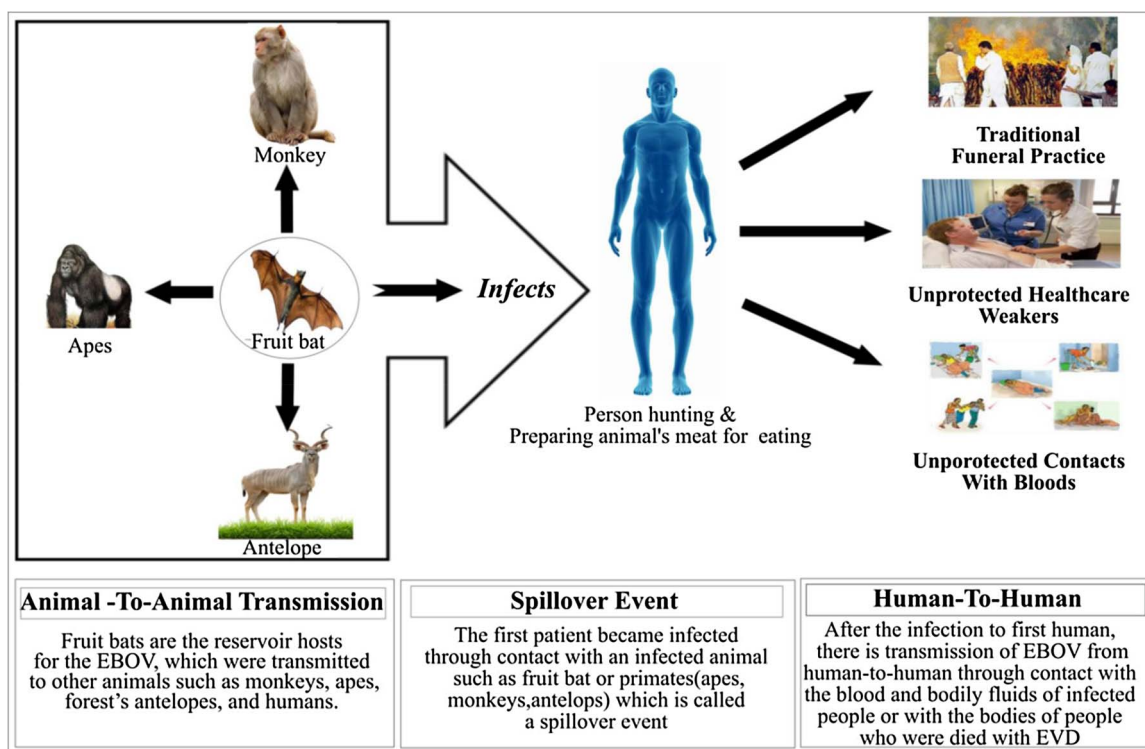 Monkey
Apes
Fruit bat
Antelope
Infects
Person hunting &
Preparing animal's meat for eating
Traditional
Funeral Practice
Unprotected Healthcare
Weakers
Unporotected Contacts
With Bloods
Animal -To-Animal Transmission
Fruit bats are the reservoir hosts
for the EBOV, which were transmitted
to other animals such as monkeys, apes,
forest's antelopes, and humans.
Spillover Event
The first patient became infected
through contact with an infected animal
such as fruit bat or primates(apes,
monkeys,antelops) which is called
a spillover event
Human-To-Human
After the infection to first human,
there is transmission of EBOV from
human-to-human through contact with
the blood and bodily fluids of infected
people or with the bodies of people
who were died with EVD